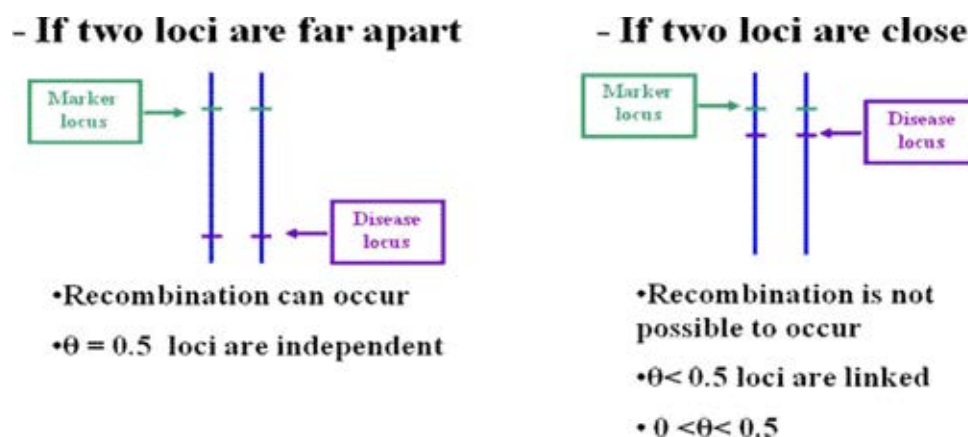 - If two loci are far apart
Marker
locus
Disease
locus
•Recombination can occur
•θ = 0.5 loci are independent
- If two loci are close
Marker
locus
Disease
locus
•Recombination is not
possible to occur
•θ< 0.5 loci are linked
• 0 <θ< 0.5